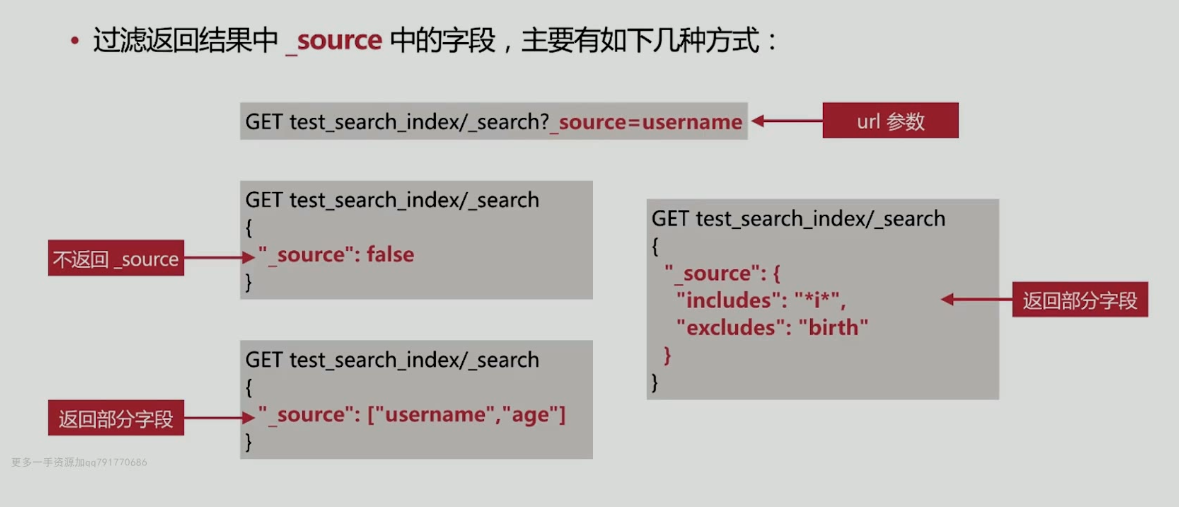 • 过滤返回结果中 _source 中的字段，主要有如下几种方式：
GET test_search_index/_search?_source=username
url 参数
GET test_search_index/_search
{
"_source": false
}
不返回 _source
GET test_search_index/_search
{
"_source": {
"includes": "*i*",
"excludes": "birth"
}
}
返回部分字段
GET test_search_index/_search
{
"_source": ["username","age"]
}
返回部分字段
更多一手资源加qq791770686